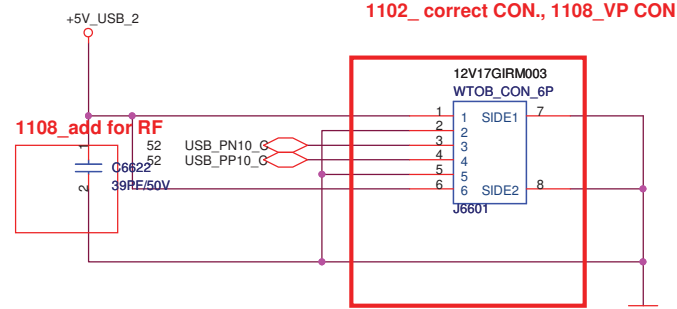 1102_ correct CON., 1108_VP CON
+5V_USB_2
12V17GIRM003
WTOB_CON_6P
1 1 SIDE1 7
1108_add for RF
2 2
52 USB_PN10_C 3 3
52 USB_PP10_C 4 4
1
C6622
5 5
39PF/50V
2
6 6 SIDE2 8
J6601